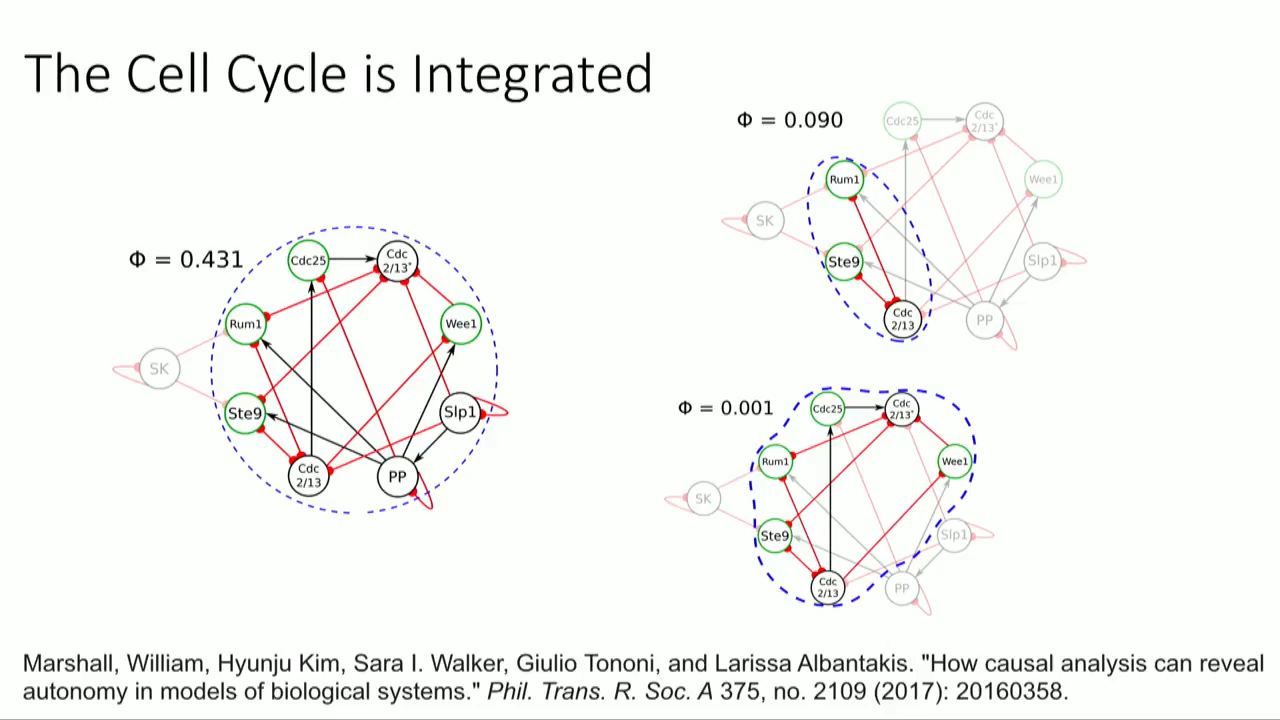 The Cell Cycle is Integrated
Φ = 0.431
Cdc25
Cdc
2/13*
Rum1
Wee1
SK
Ste9
Slp1
Cdc
2/13
PP
Φ = 0.090
Cdc25
Cdc
2/13*
Rum1
Wee1
SK
Ste9
Slp1
Cdc
2/13
PP
Φ = 0.001
Cdc25
Cdc
2/13*
Rum1
Wee1
SK
Ste9
Slp1
Cdc
2/13
PP
Marshall, William, Hyunju Kim, Sara I. Walker, Giulio Tononi, and Larissa Albantakis. "How causal analysis can reveal
autonomy in models of biological systems." Phil. Trans. R. Soc. A 375, no. 2109 (2017): 20160358.